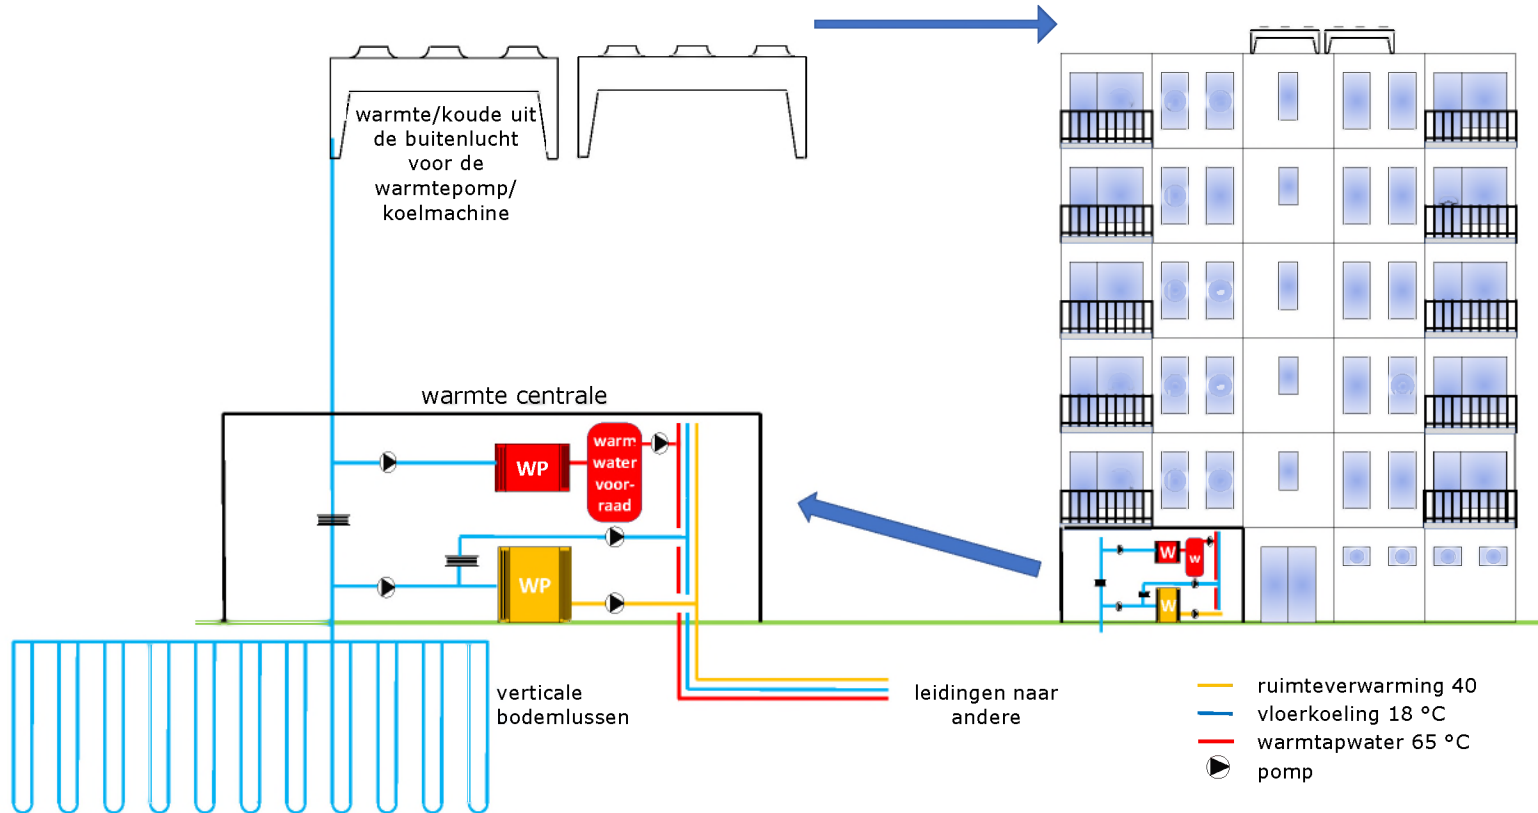 warmte/koude uit
de buitenlucht
voor de
warmtepomp/
koelmachine
warmte centrale
WP
warm
water
voor-
raad
WP
verticale
bodemlussen
leidingen naar
andere
W
w
W
ruimteverwarming 40
vloerkoeling 18 °C
warmtapwater 65 °C
pomp